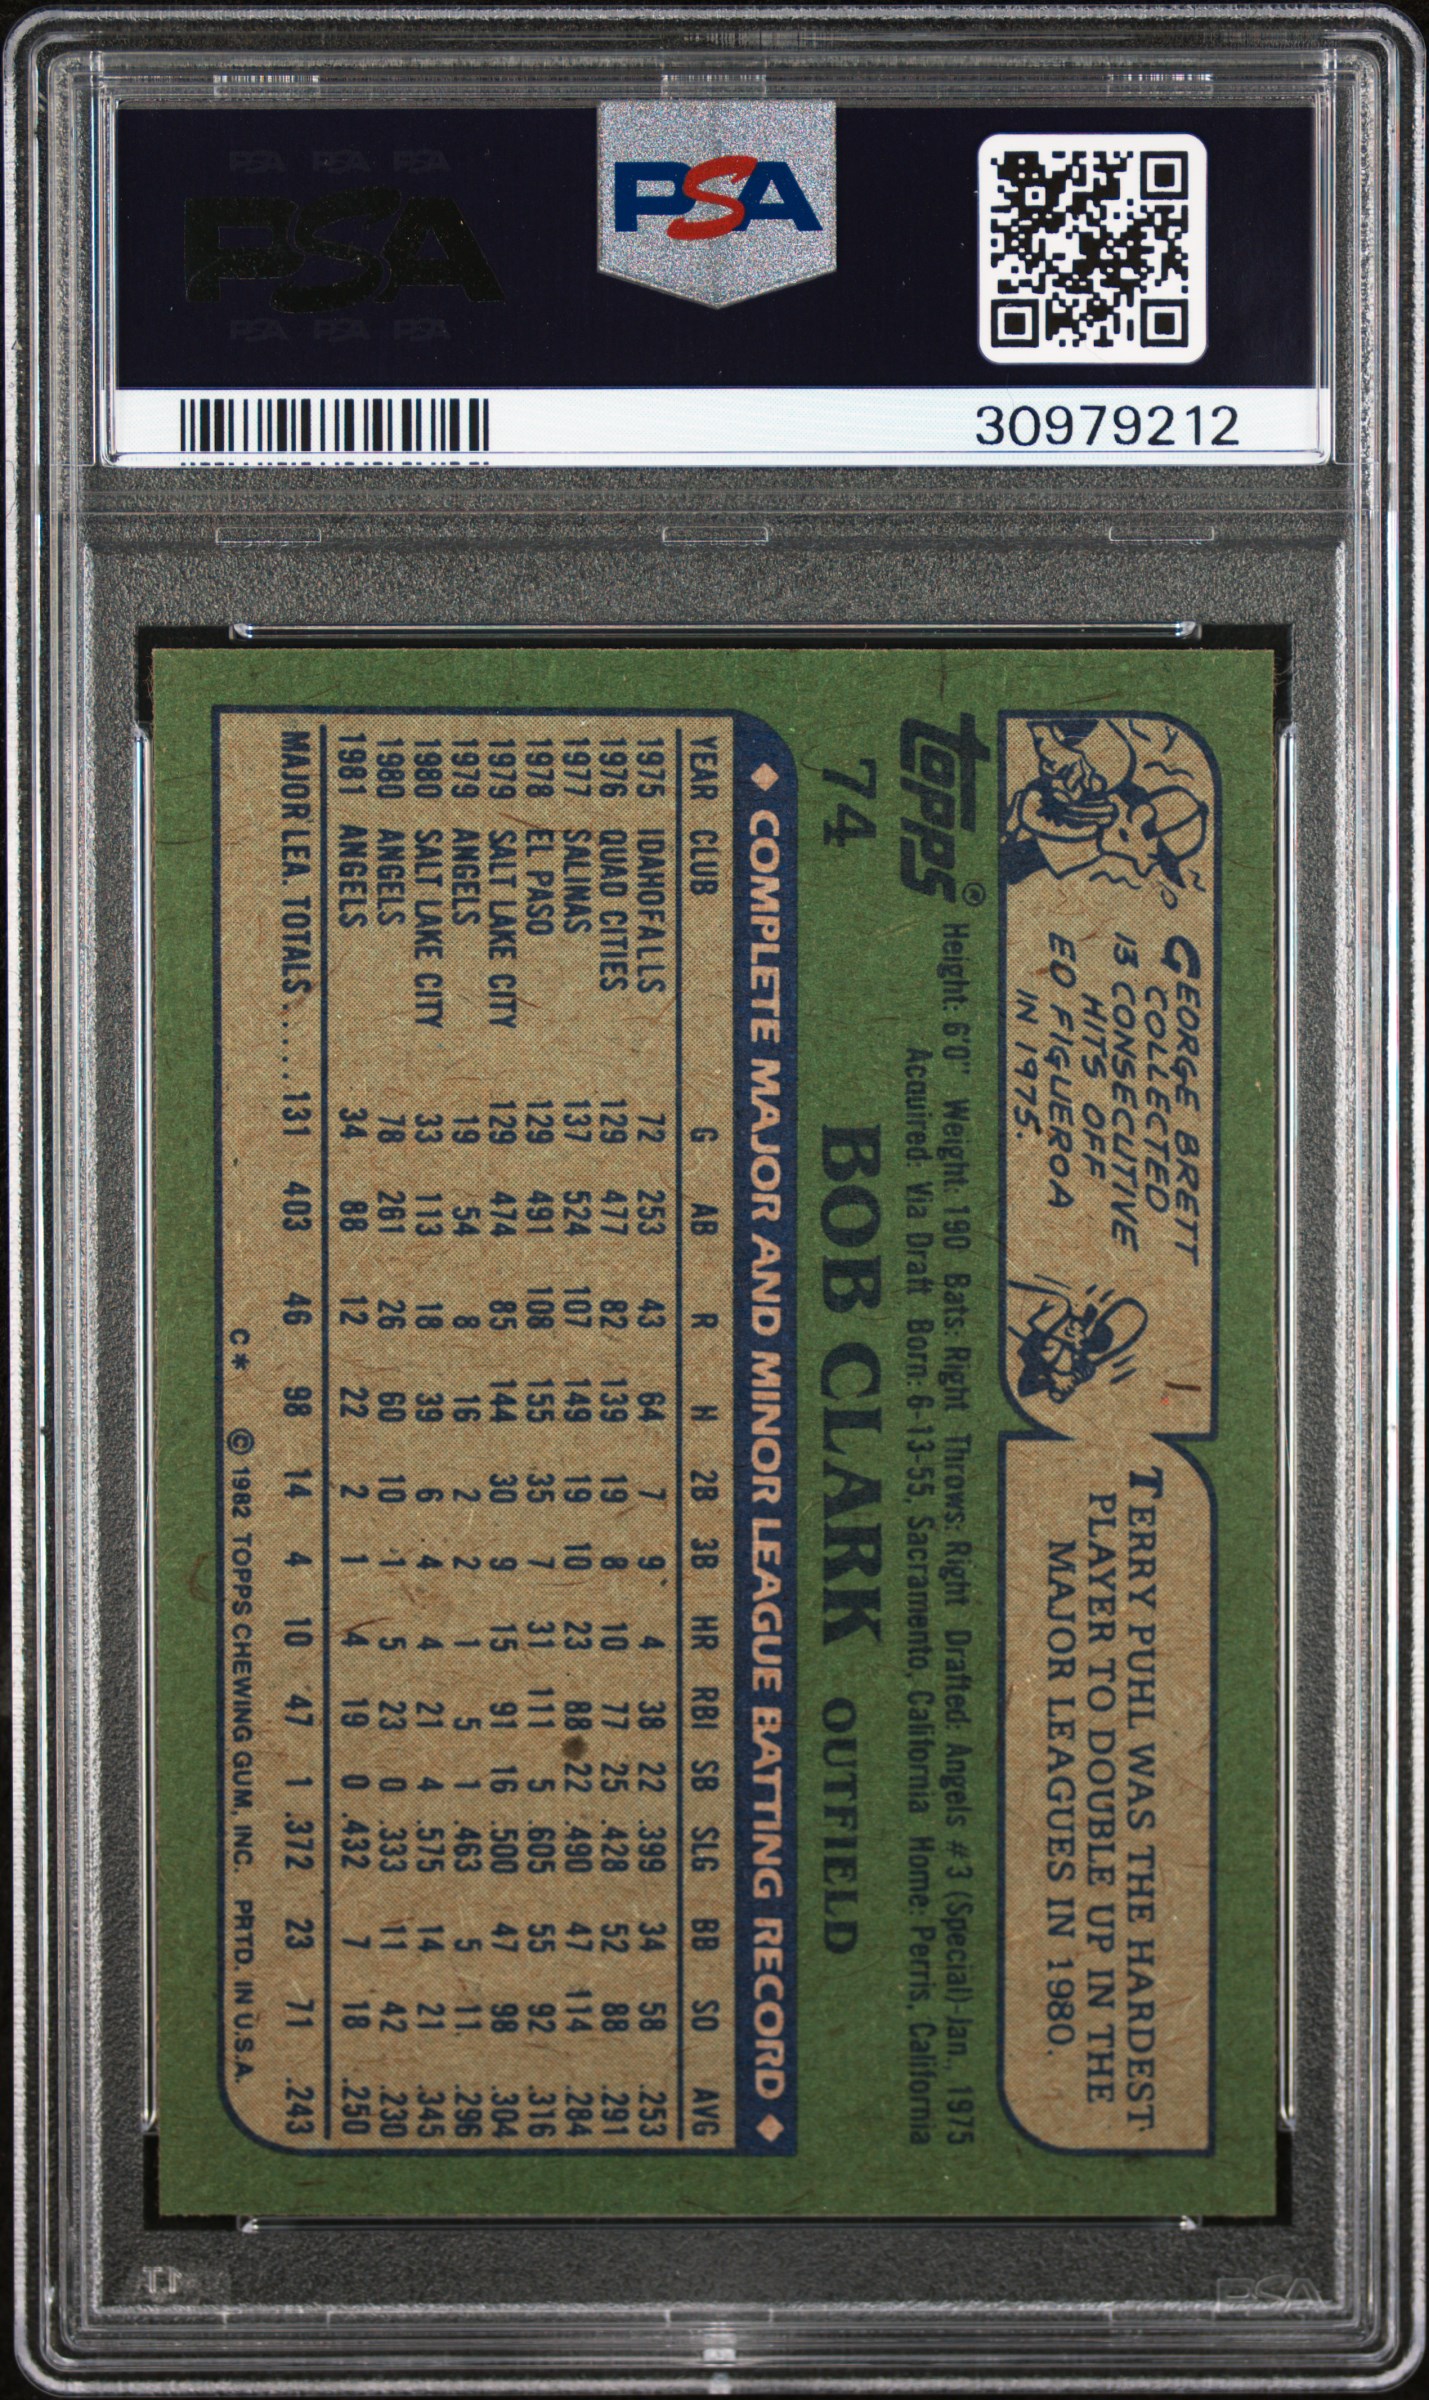 PSA PSA PSA
PSA
PSA PSA PSA
PSA
30979212
GEORGE BRETT
COLLECTED
13 CONSECUTIVE
HITS OFF
ED FIGUEROA
IN 1975.
TERRY PUHL WAS THE HARDEST
PLAYER TO DOUBLE UP IN THE
MAJOR LEAGUES IN 1980.
topps®
Height: 6'0" Weight: 190 Bats: Right Throws: Right Drafted: Angels #3 (Special)-Jan., 1975
Acquired: Via Draft Born: 6-13-55, Sacramento, California Home: Perris, California
74 BOB CLARK OUTFIELD
COMPLETE MAJOR AND MINOR LEAGUE BATTING RECORD
YEAR CLUB G AB R H 2B 3B HR RBI SB SLG BB SO AVG
1975 IDAHO FALLS 72 253 43 64 7 9 4 38 22 .399 34 58 .253
1976 QUAD CITIES 129 477 82 139 19 8 10 77 25 .428 52 88 .291
1977 SALINAS 137 524 107 149 19 10 23 88 22 .490 47 114 .284
1978 EL PASO 129 491 108 155 35 7 31 111 5 .605 55 92 .316
1979 SALT LAKE CITY 129 474 85 144 30 9 15 91 16 .500 47 98 .304
1979 ANGELS 19 54 8 16 2 2 1 5 1 .463 5 11 .296
1980 SALT LAKE CITY 33 113 18 39 6 4 4 21 4 .575 14 21 .345
1980 ANGELS 78 261 26 60 10 1 5 23 0 .333 11 42 .230
1981 ANGELS 34 88 12 22 2 1 4 19 0 .432 7 18 .250
MAJOR LEA. TOTALS.....131 403 46 98 14 4 10 47 1 .372 23 71 .243
C* © 1982 TOPPS CHEWING GUM, INC. PRTD. IN U.S.A.
PSA